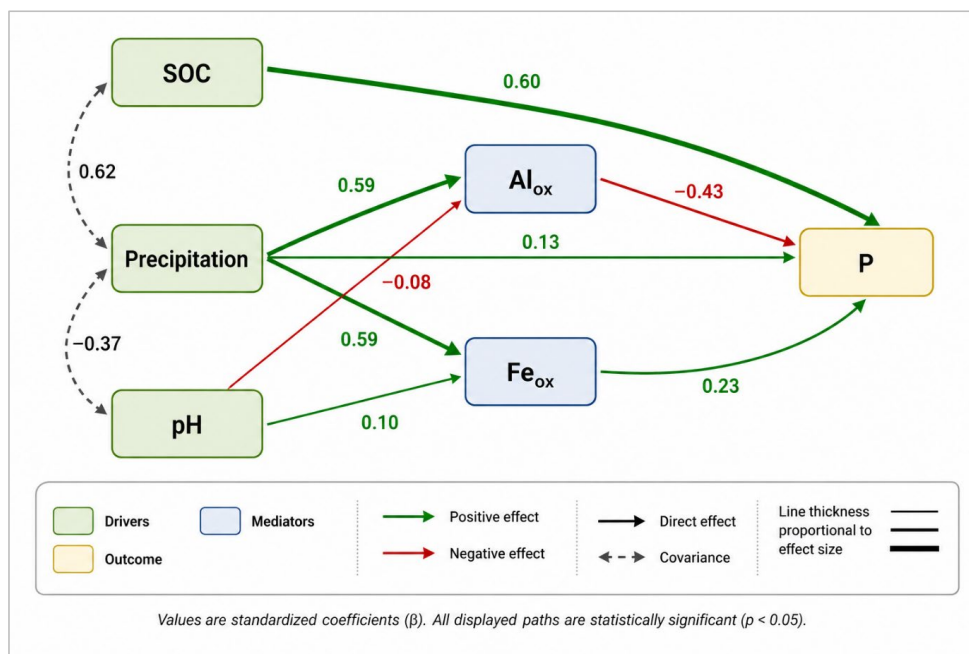 SOC
0.60
0.62
0.59
Al_ox
−0.43
Precipitation
0.13
−0.08
P
−0.37
0.59
Fe_ox
0.23
pH
0.10
Drivers
Mediators
Outcome
Positive effect
Negative effect
Direct effect
Covariance
Line thickness
proportional to
effect size
Values are standardized coefficients (β). All displayed paths are statistically significant (p < 0.05).